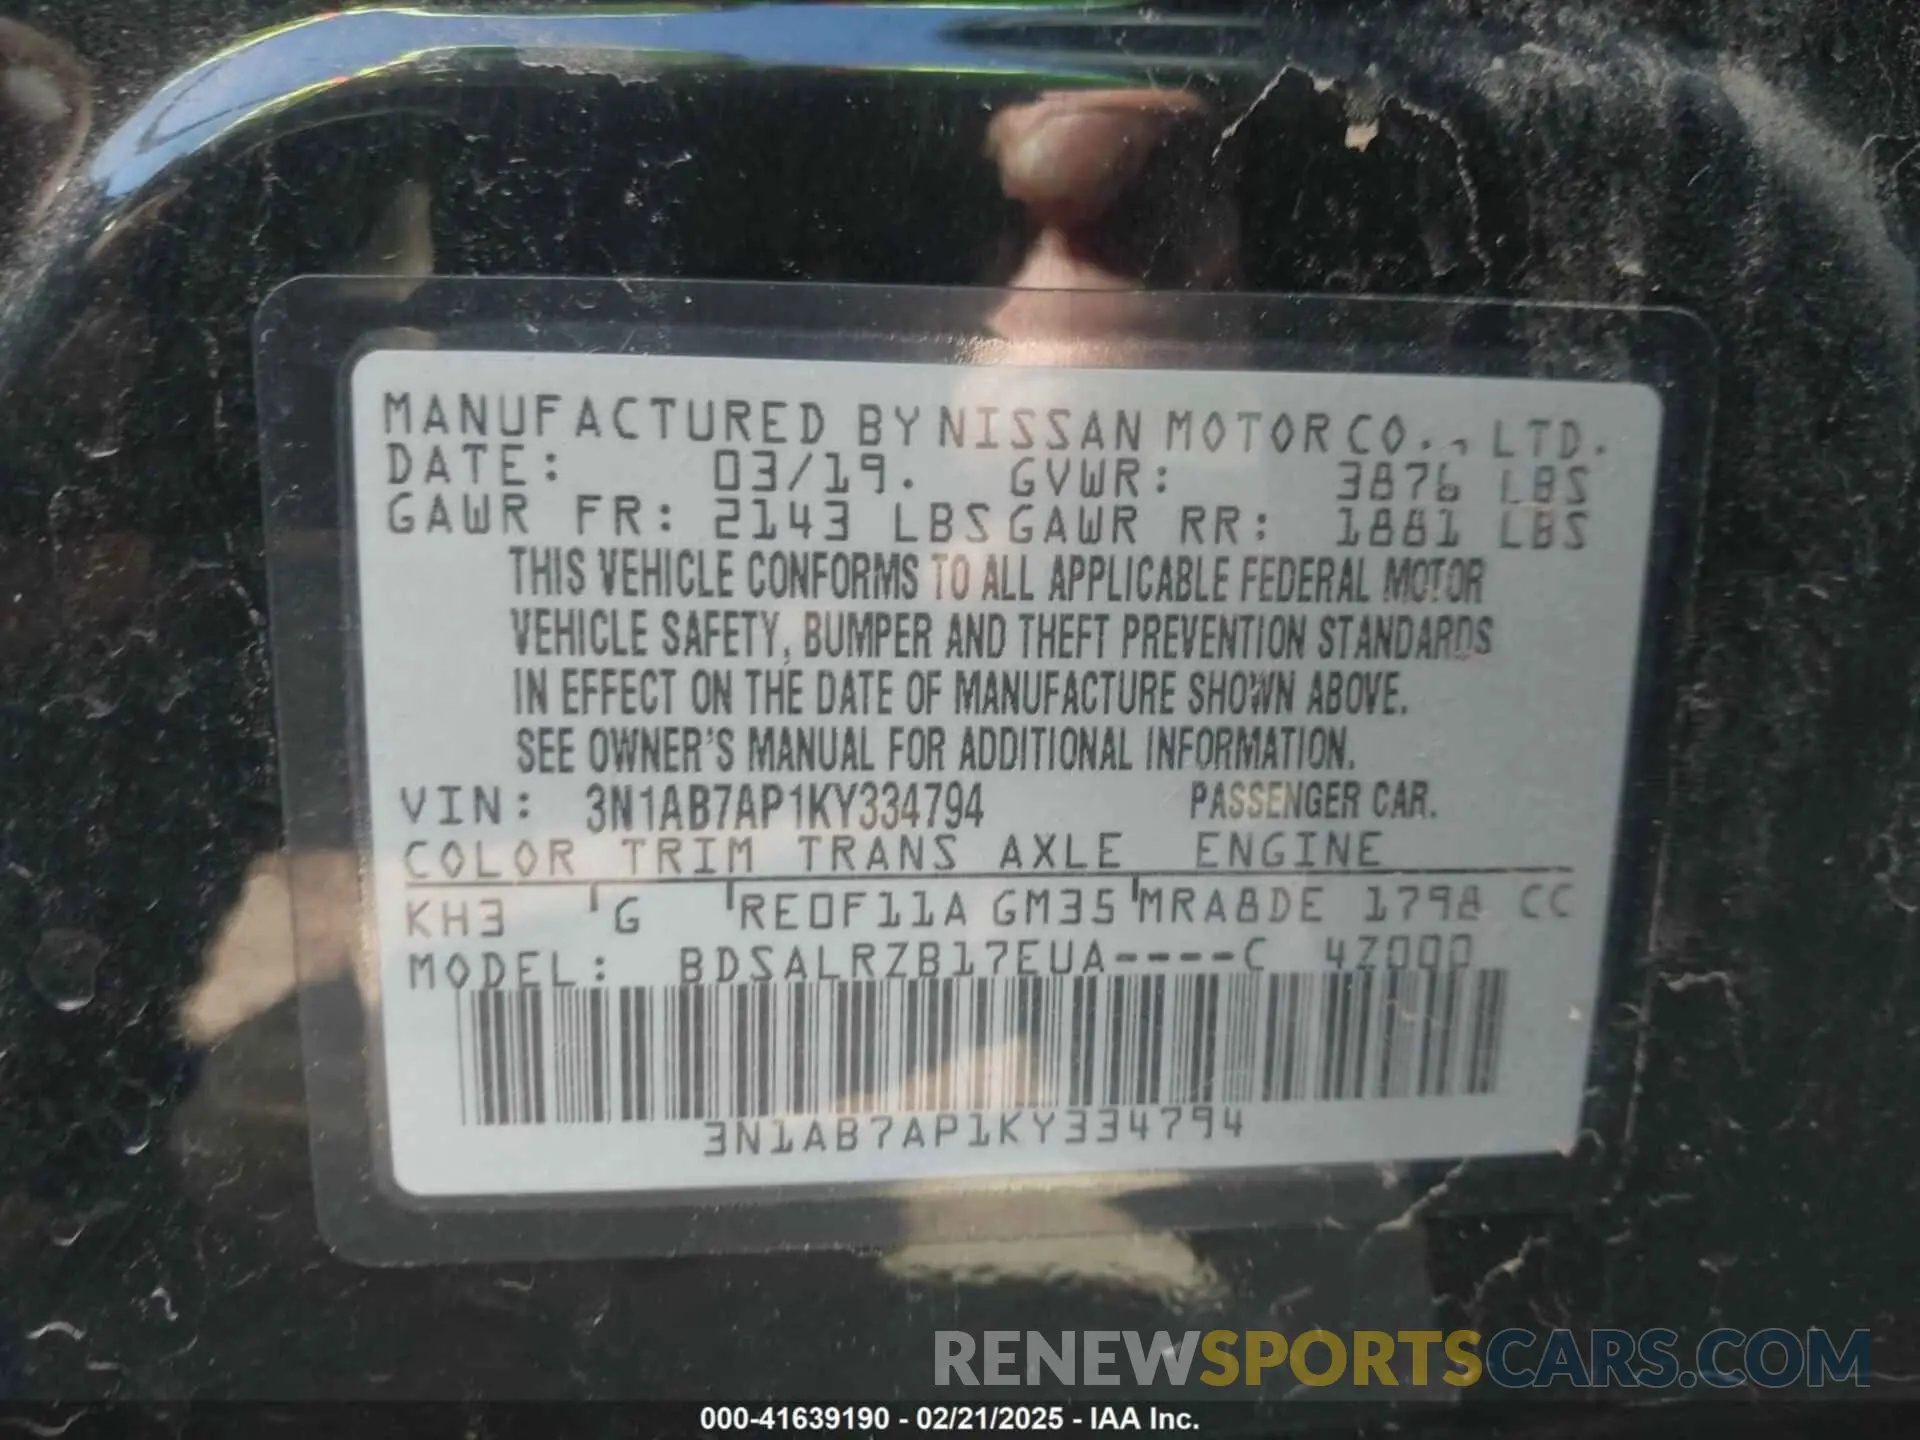 MANUFACTURED BY NISSAN MOTOR CO., LTD.
DATE: 03/19. GVWR: 3876 LBS
GAWR FR: 2143 LBS GAWR RR: 1881 LBS
THIS VEHICLE CONFORMS TO ALL APPLICABLE FEDERAL MOTOR
VEHICLE SAFETY, BUMPER AND THEFT PREVENTION STANDARDS
IN EFFECT ON THE DATE OF MANUFACTURE SHOWN ABOVE.
SEE OWNER'S MANUAL FOR ADDITIONAL INFORMATION.
VIN: 3N1AB7AP1KY334794 PASSENGER CAR.
COLOR TRIM TRANS AXLE ENGINE
KH3 G RE0F11A GM35 MRA8DE 1798 CC
MODEL: BDSALRZB17EUA----C 4Z000
3N1AB7AP1KY334794
RENEWSPORTSCARS.COM
000-41639190 - 02/21/2025 - IAA Inc.